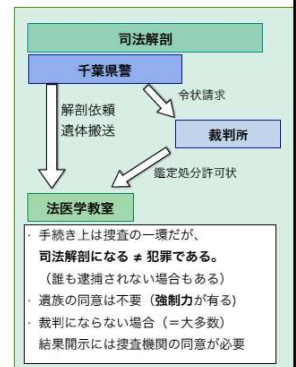 司法解剖
千葉県警
令状請求
解剖依頼
遺体搬送
裁判所
鑑定処分許可状
法医学教室
· 手続き上は捜査の一環だが、
司法解剖になる ≠ 犯罪である。
（誰も逮捕されない場合もある）
· 遺族の同意は不要（強制力が有る)
· 裁判にならない場合（＝大多数）
結果開示には捜査機関の同意が必要